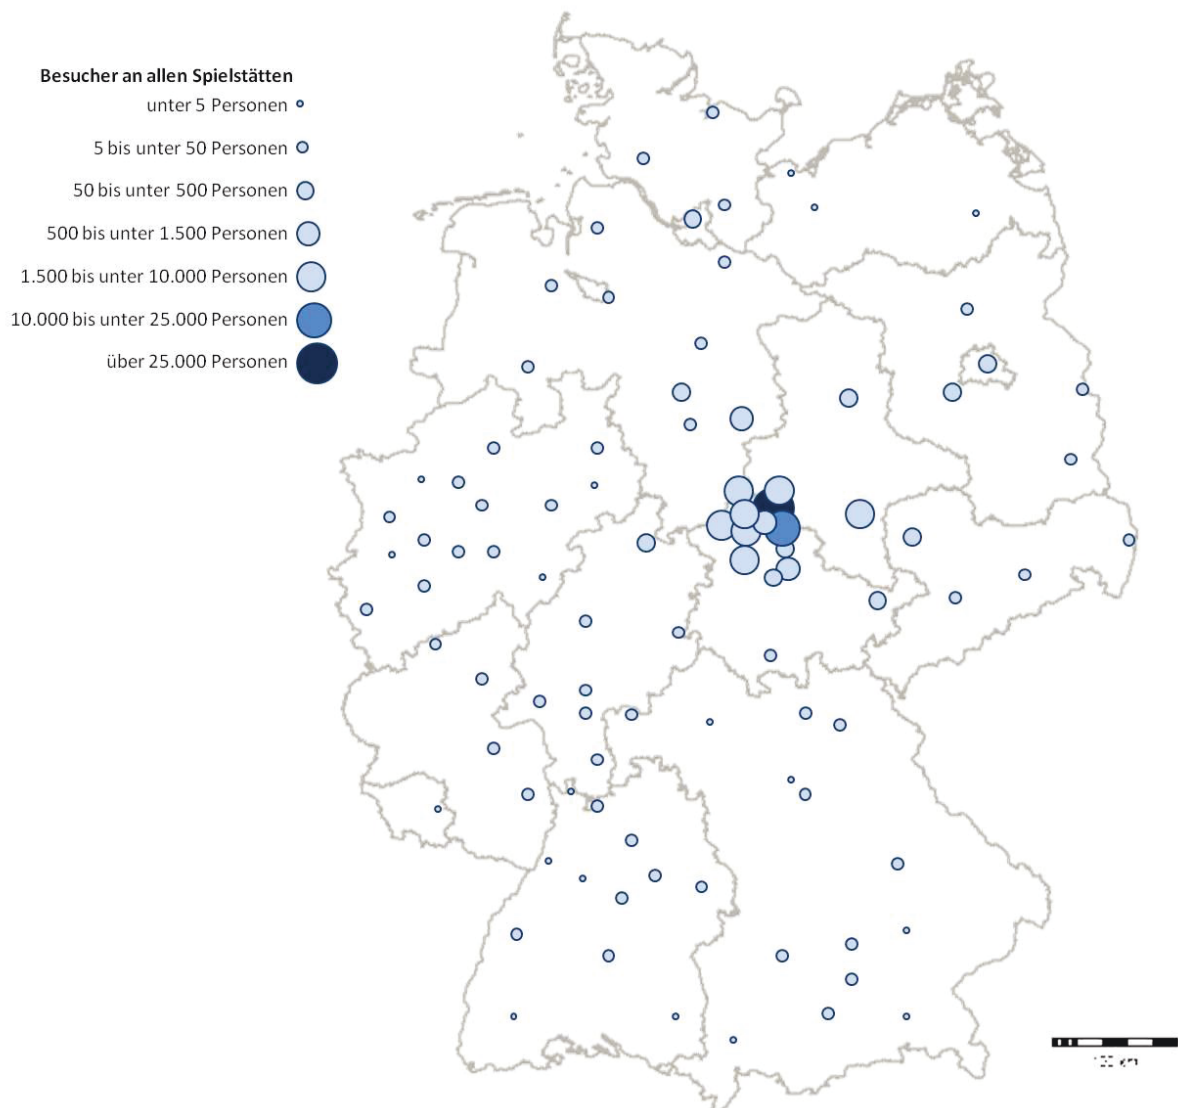 Besucher an allen Spielstätten
unter 5 Personen
5 bis unter 50 Personen
50 bis unter 500 Personen
500 bis unter 1.500 Personen
1.500 bis unter 10.000 Personen
10.000 bis unter 25.000 Personen
über 25.000 Personen
km